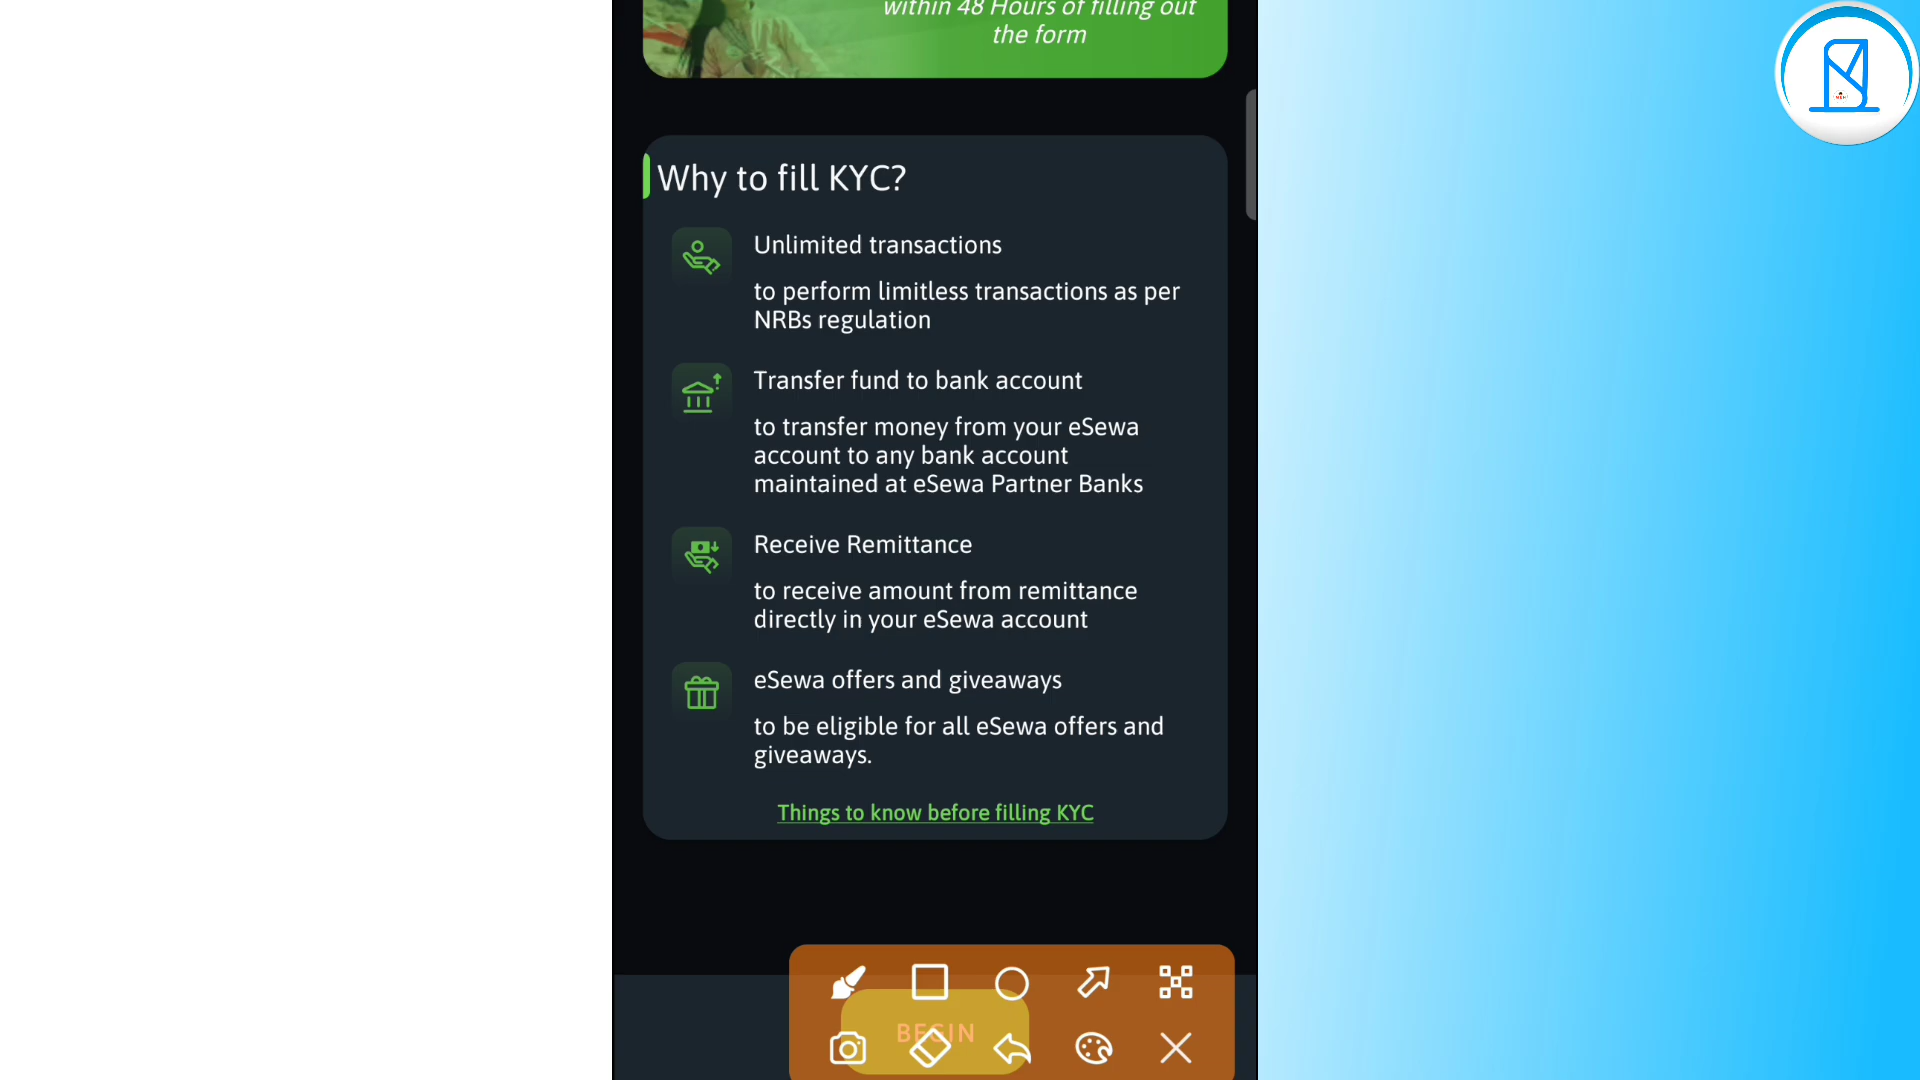 within 48 Hours of filling out
the form
Why to fill KYC?
Unlimited transactions
to perform limitless transactions as per
NRBs regulation
Transfer fund to bank account
to transfer money from your eSewa
account to any bank account
maintained at eSewa Partner Banks
Receive Remittance
to receive amount from remittance
directly in your eSewa account
eSewa offers and giveaways
to be eligible for all eSewa offers and
giveaways.
Things to know before filling KYC
BEGIN